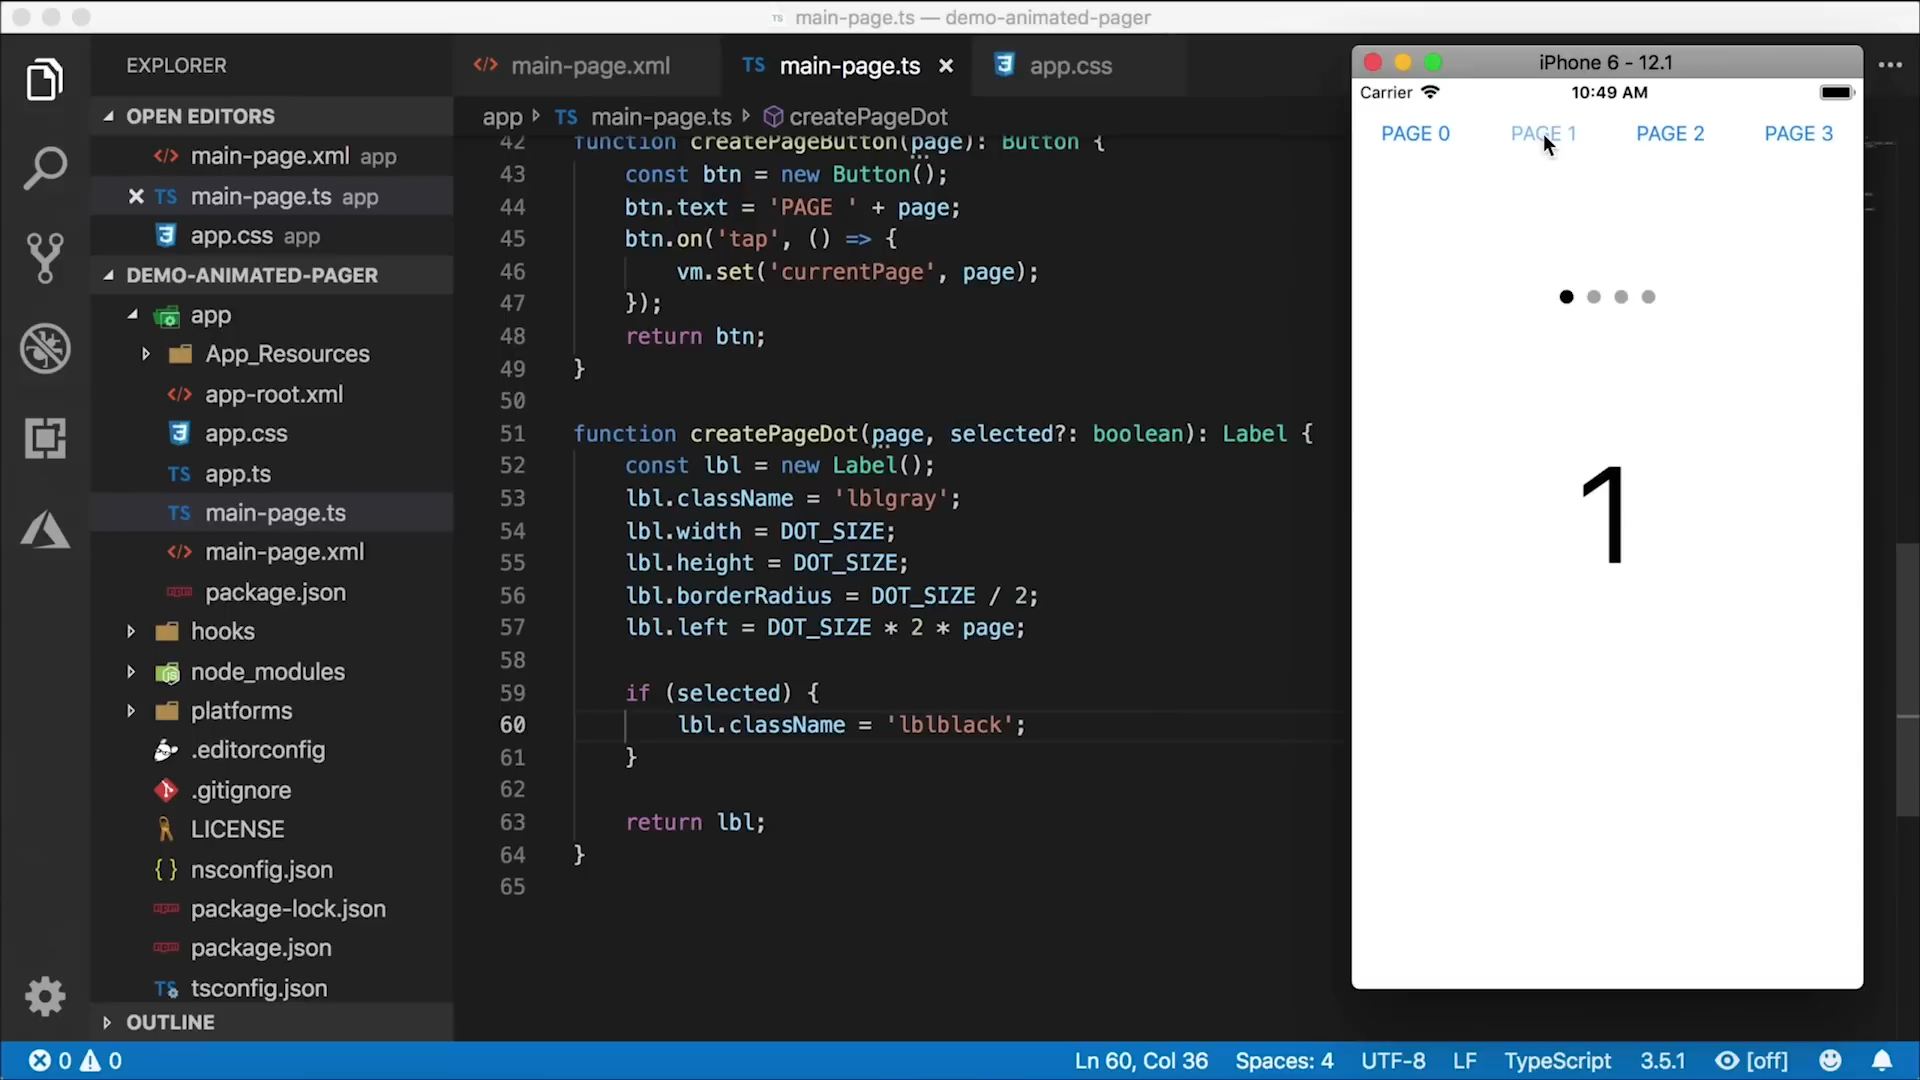 main-page.ts — demo-animated-pager
EXPLORER
OPEN EDITORS
main-page.xml app
main-page.ts app
app.css app
DEMO-ANIMATED-PAGER
app
App_Resources
app-root.xml
app.css
app.ts
main-page.ts
main-page.xml
package.json
hooks
node_modules
platforms
.editorconfig
.gitignore
LICENSE
nsconfig.json
package-lock.json
package.json
tsconfig.json
OUTLINE
main-page.xml
TS main-page.ts
app.css
app TS main-page.ts createPageDot
42 function createPageButton(page): Button {
43 const btn = new Button();
44 btn.text = 'PAGE ' + page;
45 btn.on('tap', () => {
46 vm.set('currentPage', page);
47 });
48 return btn;
49 }
50
51 function createPageDot(page, selected?: boolean): Label {
52 const lbl = new Label();
53 lbl.className = 'lblgray';
54 lbl.width = DOT_SIZE;
55 lbl.height = DOT_SIZE;
56 lbl.borderRadius = DOT_SIZE / 2;
57 lbl.left = DOT_SIZE * 2 * page;
58
59 if (selected) {
60 lbl.className = 'lblblack';
61 }
62
63 return lbl;
64 }
65
iPhone 6 - 12.1
Carrier 10:49 AM
PAGE 0 PAGE 1 PAGE 2 PAGE 3
1
0 0 Ln 60, Col 36 Spaces: 4 UTF-8 LF TypeScript 3.5.1 [off]